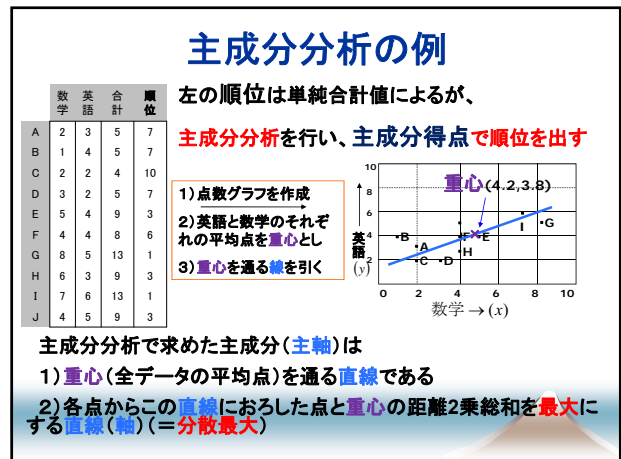 主成分分析の例
左の順位は単純合計値によるが、
主成分分析を行い、主成分得点で順位を出す
数学 英語 合計 順位
A 2 3 5 7
B 1 4 5 7
C 2 2 4 10
D 3 2 5 7
E 5 4 9 3
F 4 4 8 6
G 8 5 13 1
H 6 3 9 3
I 7 6 13 1
J 4 5 9 3
1)点数グラフを作成
2)英語と数学のそれぞ
れの平均点を重心とし
3)重心を通る線を引く
10
8
6
4
2
英語
(y)
重心(4.2,3.8)
B
A
C
D
F
E
H
I
G
0 2 4 6 8 10
数学→(x)
主成分分析で求めた主成分(主軸)は
1)重心(全データの平均点)を通る直線である
2)各点からこの直線におろした点と重心の距離2乗総和を最大に
する直線(軸)(=分散最大)